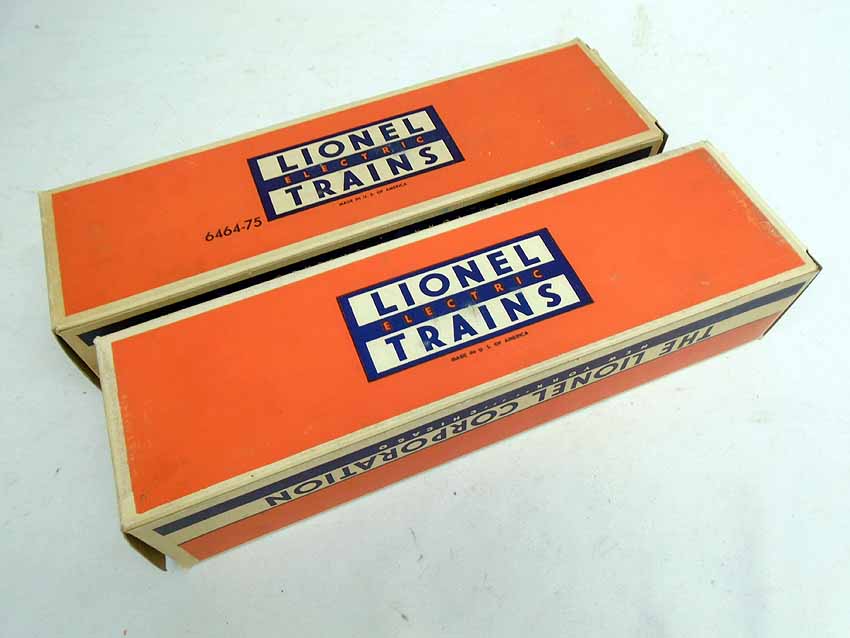 LIONEL
ELECTRIC
TRAINS
MADE IN U. S. OF AMERICA
6464-75
LIONEL
ELECTRIC
TRAINS
MADE IN U. S. OF AMERICA
THE LIONEL CORPORATION
NEW YORK CHICAGO